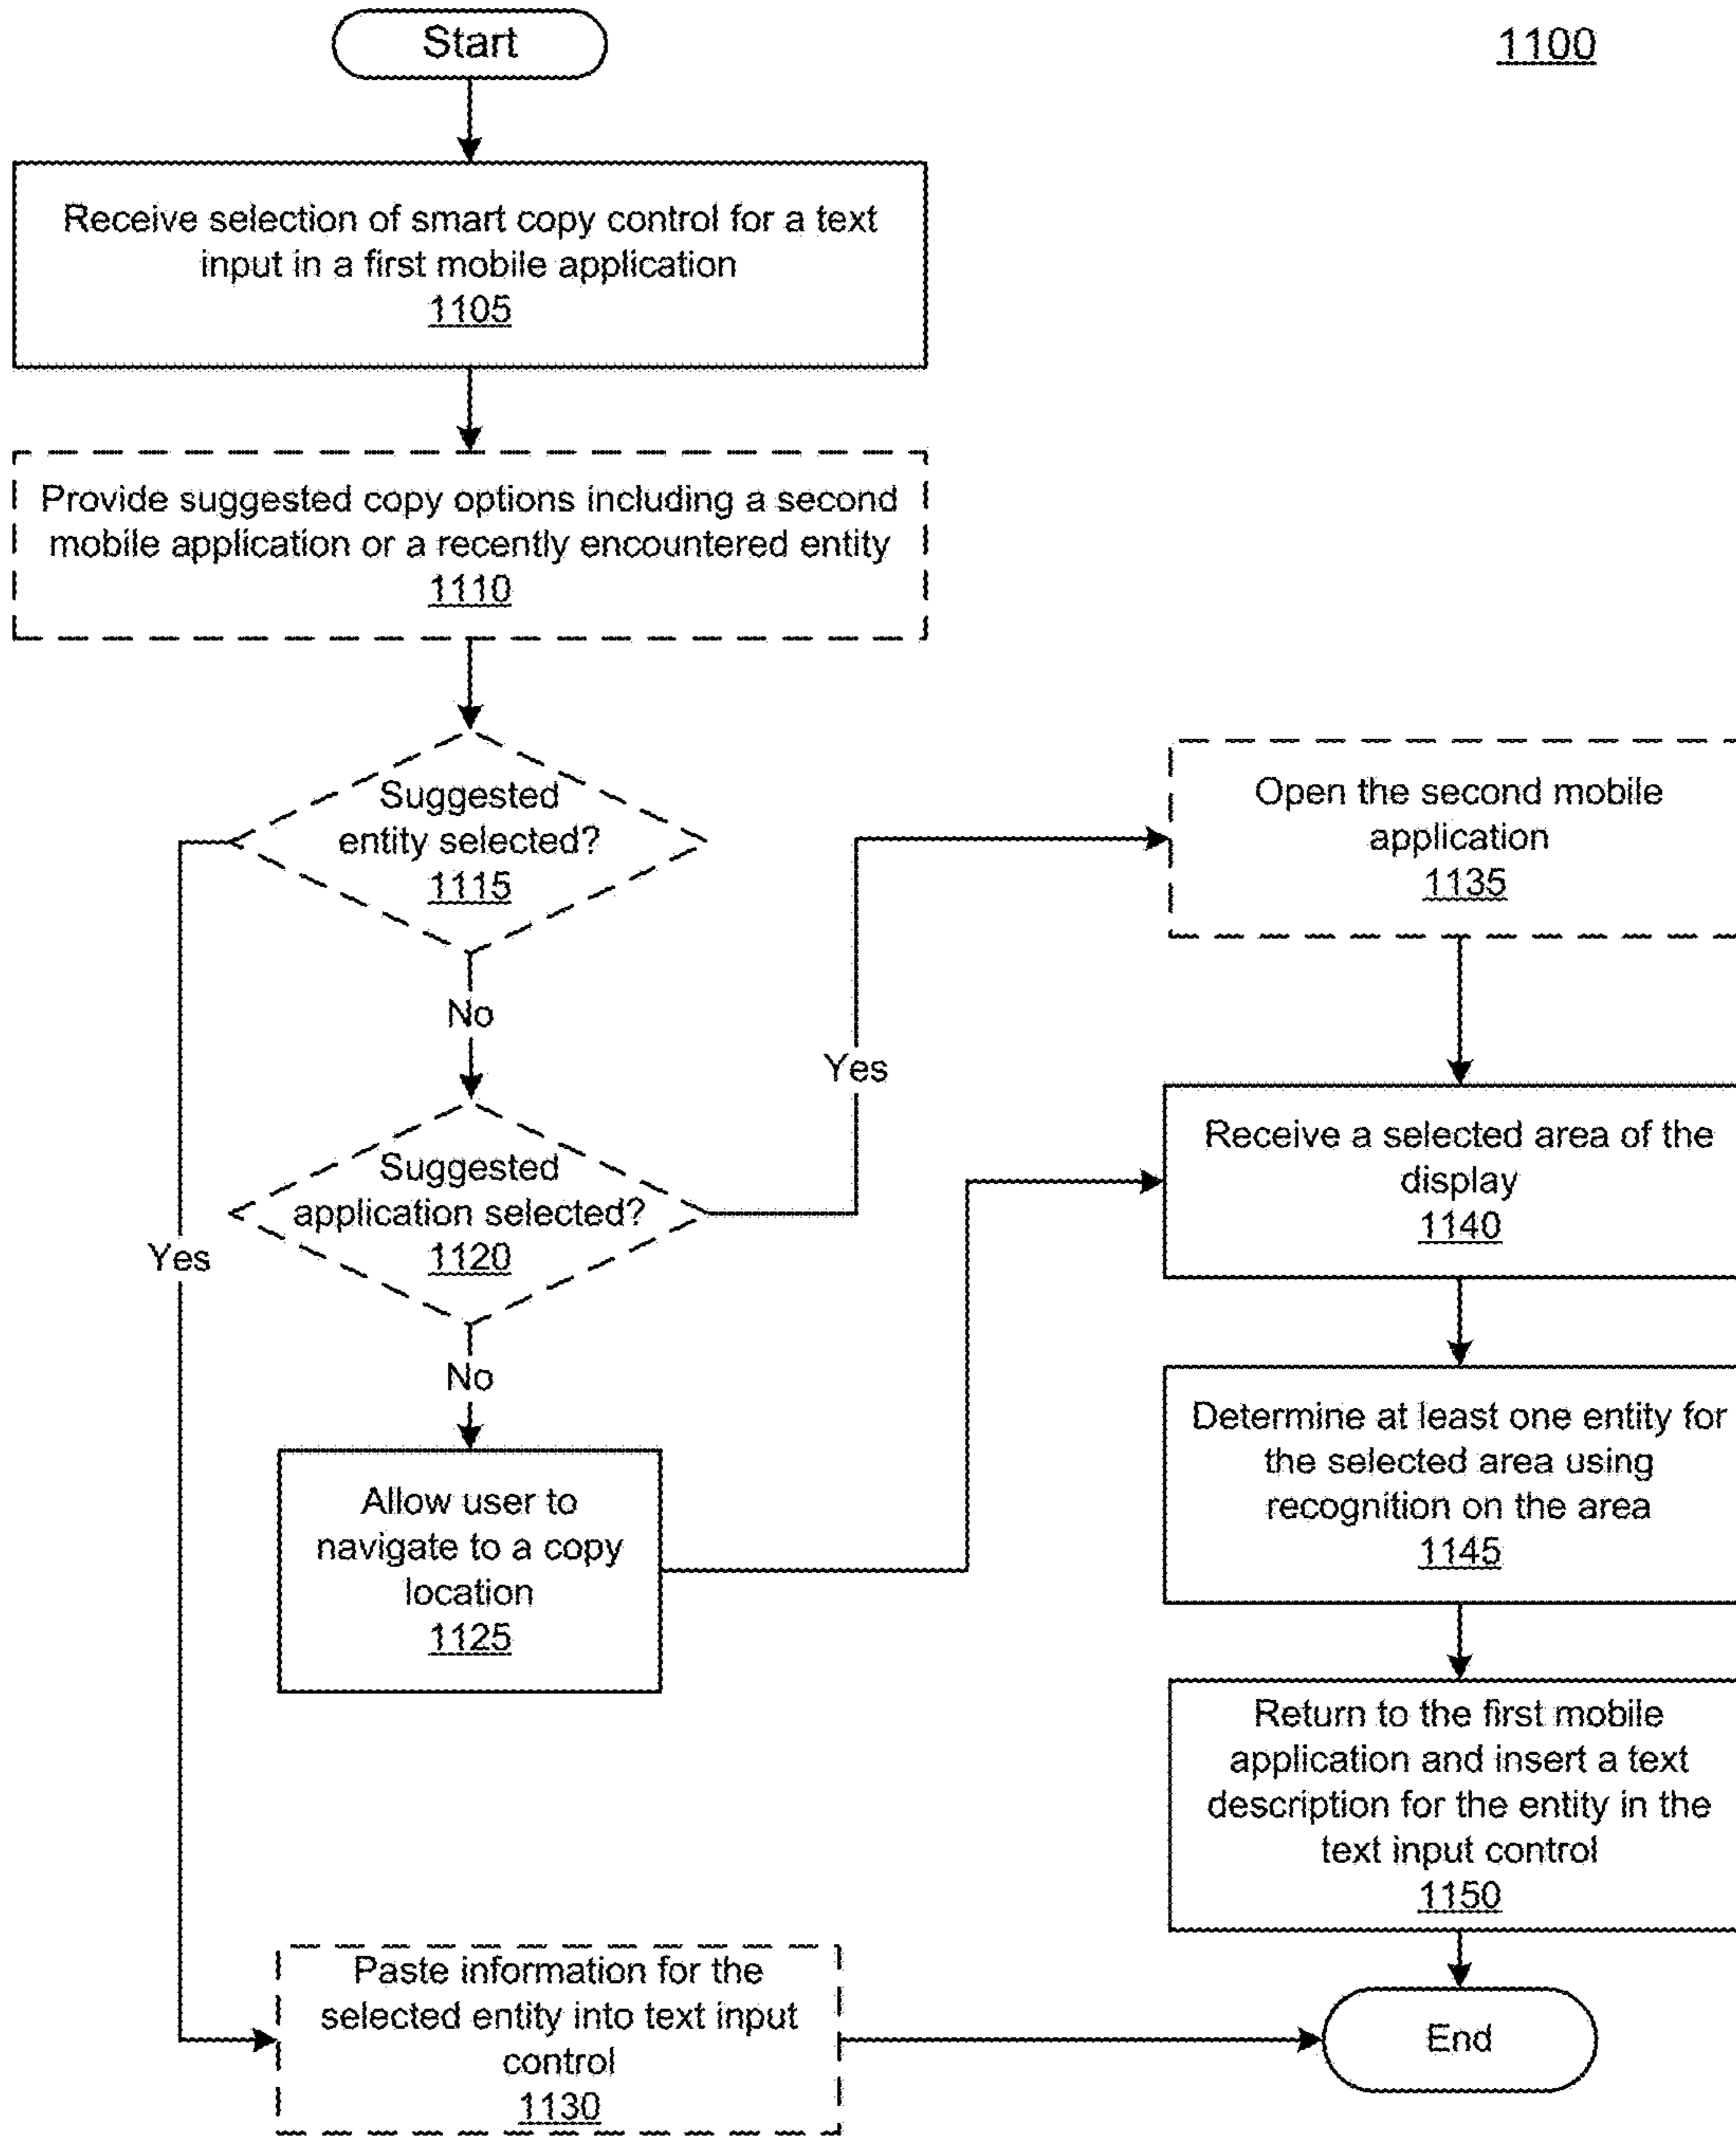 Start
1100
Receive selection of smart copy control for a text
input in a first mobile application
1105
Provide suggested copy options including a second
mobile application or a recently encountered entity
1110
Suggested
entity selected?
1115
Yes
No
Suggested
application selected?
1120
Yes
No
Allow user to
navigate to a copy
location
1125
Paste information for the
selected entity into text input
control
1130
Open the second mobile
application
1135
Receive a selected area of the
display
1140
Determine at least one entity for
the selected area using
recognition on the area
1145
Return to the first mobile
application and insert a text
description for the entity in the
text input control
1150
End